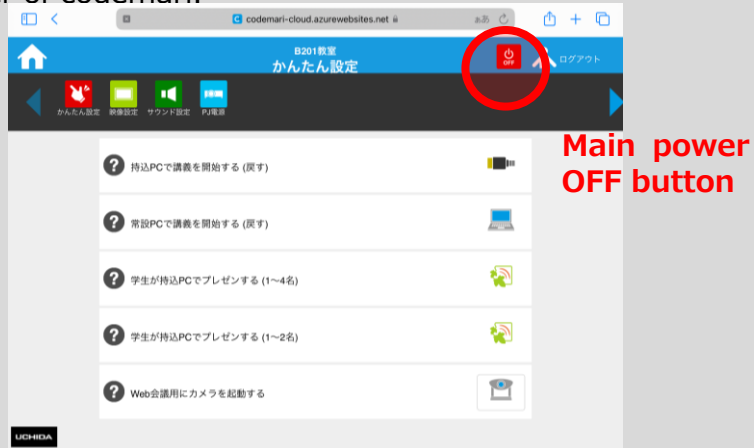 er of codemari.
codemari-cloud.azurewebsites.net
ああ
B201教室
かんたん設定
OFF
ログアウト
かんたん設定 映像設定 サウンド設定 PJ電源
Main power
OFF button
持込PCで講義を開始する (戻す)
常設PCで講義を開始する (戻す)
学生が持込PCでプレゼンする (1〜4名)
学生が持込PCでプレゼンする (1〜2名)
Web会議用にカメラを起動する
UCHIDA